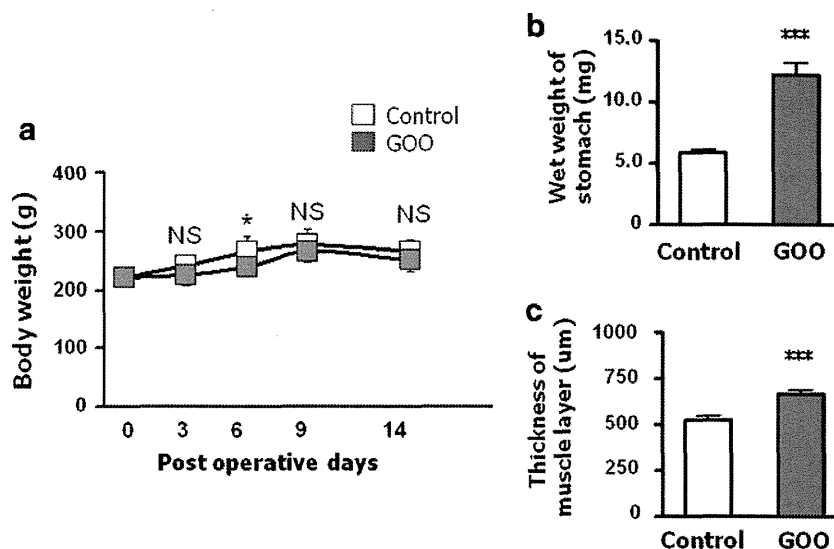 a
Control
GOO
Body weight (g)
400
300
200
100
0
NS
*
NS
NS
0 3 6 9 14
Post operative days
b
Wet weight of
stomach (mg)
15.0
10.0
5.0
0
***
Control GOO
c
Thickness of
muscle layer (um)
1000
750
500
250
0
***
Control GOO